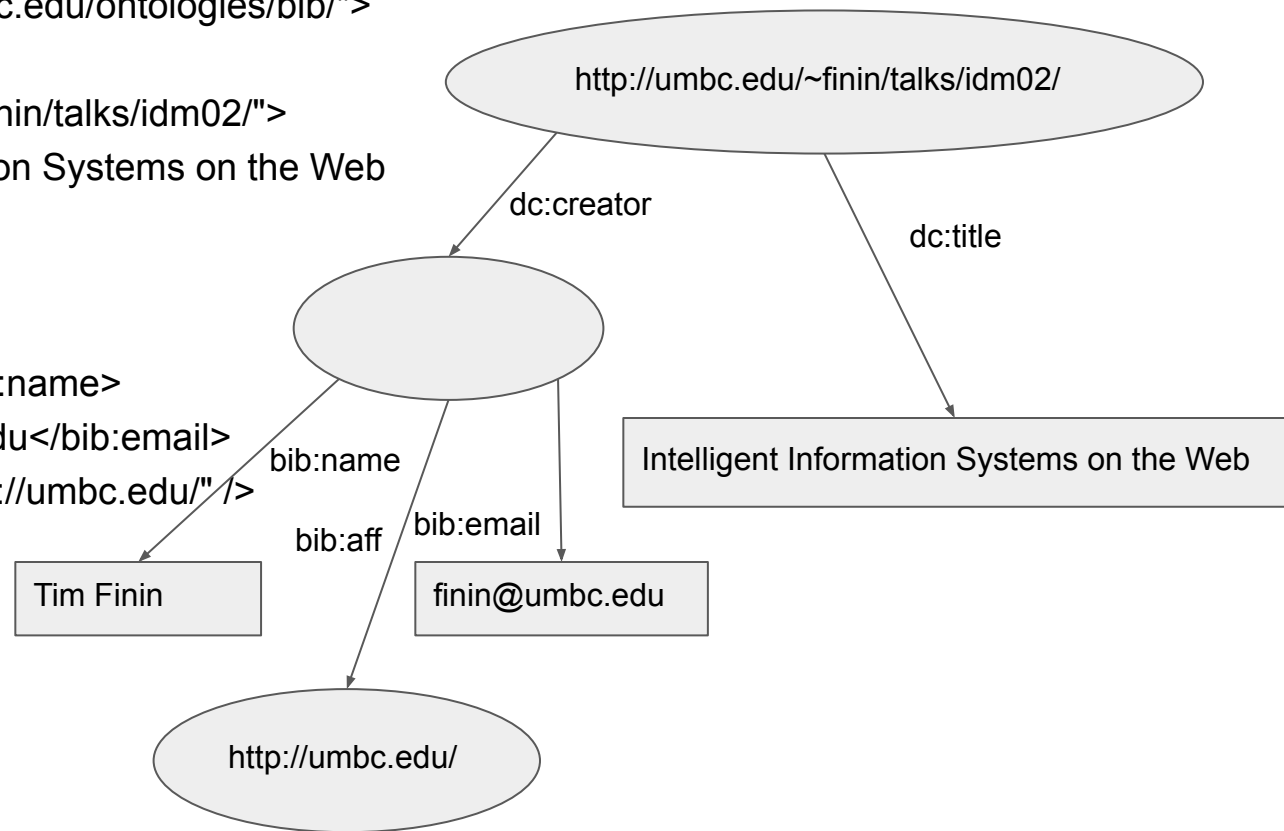 c.edu/ontologies/bib/">
http://umbc.edu/~finin/talks/idm02/
nin/talks/idm02/">
on Systems on the Web
dc:creator
dc:title
:name>
du</bib:email>
bib:name
Intelligent Information Systems on the Web
://umbc.edu/" />
bib:aff
bib:email
Tim Finin
finin@umbc.edu
http://umbc.edu/